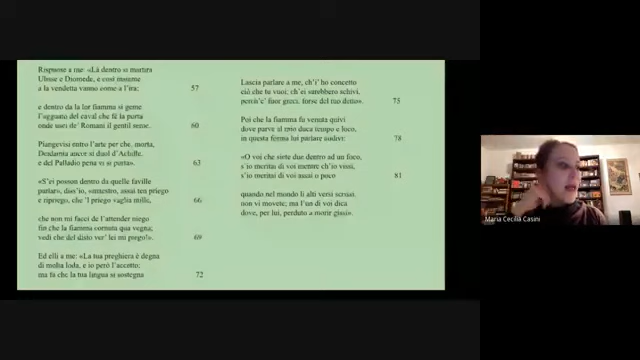 Rispuose a me: «Là dentro si martira
Ulisse e Diomede, e così insieme
a la vendetta vanno come a l'ira;
57
e dentro da la lor fiamma si geme
l'agguato del caval che fé la porta
onde uscì de' Romani il gentil seme.
60
Piangevisi entro l'arte per che, morta,
Deïdamìa ancor si duol d'Achille,
e del Palladio pena vi si porta».
63
«S'ei posson dentro da quelle faville
parlar», diss'io, «maestro, assai ten priego
e ripriego, che 'l priego vaglia mille,
66
che non mi facci de l'attender niego
fin che la fiamma cornuta qua vegna;
vedi che del disio ver' lei mi piego!».
69
Ed elli a me: «La tua preghiera è degna
di molta loda, e io però l'accetto;
ma fa che la tua lingua si sostegna
72
Lascia parlare a me, ch'i' ho concetto
ciò che tu vuoi; ch'ei sarebbero schivi,
perch'e' fuor greci, forse del tuo detto».
75
Poi che la fiamma fu venuta quivi
dove parve al mio duca tempo e loco,
in questa forma lui parlare audivi:
78
«O voi che siete due dentro ad un foco,
s'io meritai di voi mentre ch'io vissi,
s'io meritai di voi assai o poco
81
quando nel mondo li alti versi scrissi,
non vi movete; ma l'un di voi dica
dove, per lui, perduto a morir gissi».
Maria Cecilia Casini